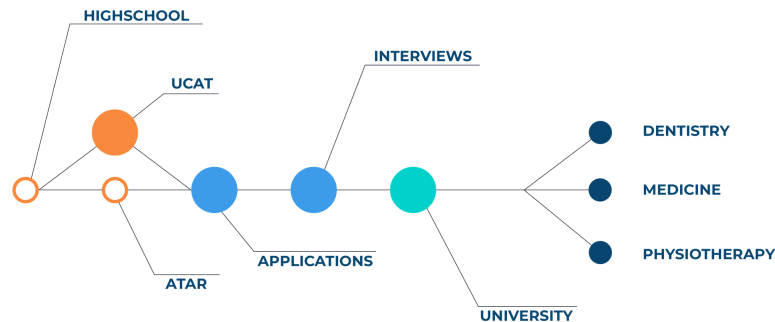 HIGHSCHOOL
UCAT
ATAR
APPLICATIONS
INTERVIEWS
UNIVERSITY
DENTISTRY
MEDICINE
PHYSIOTHERAPY